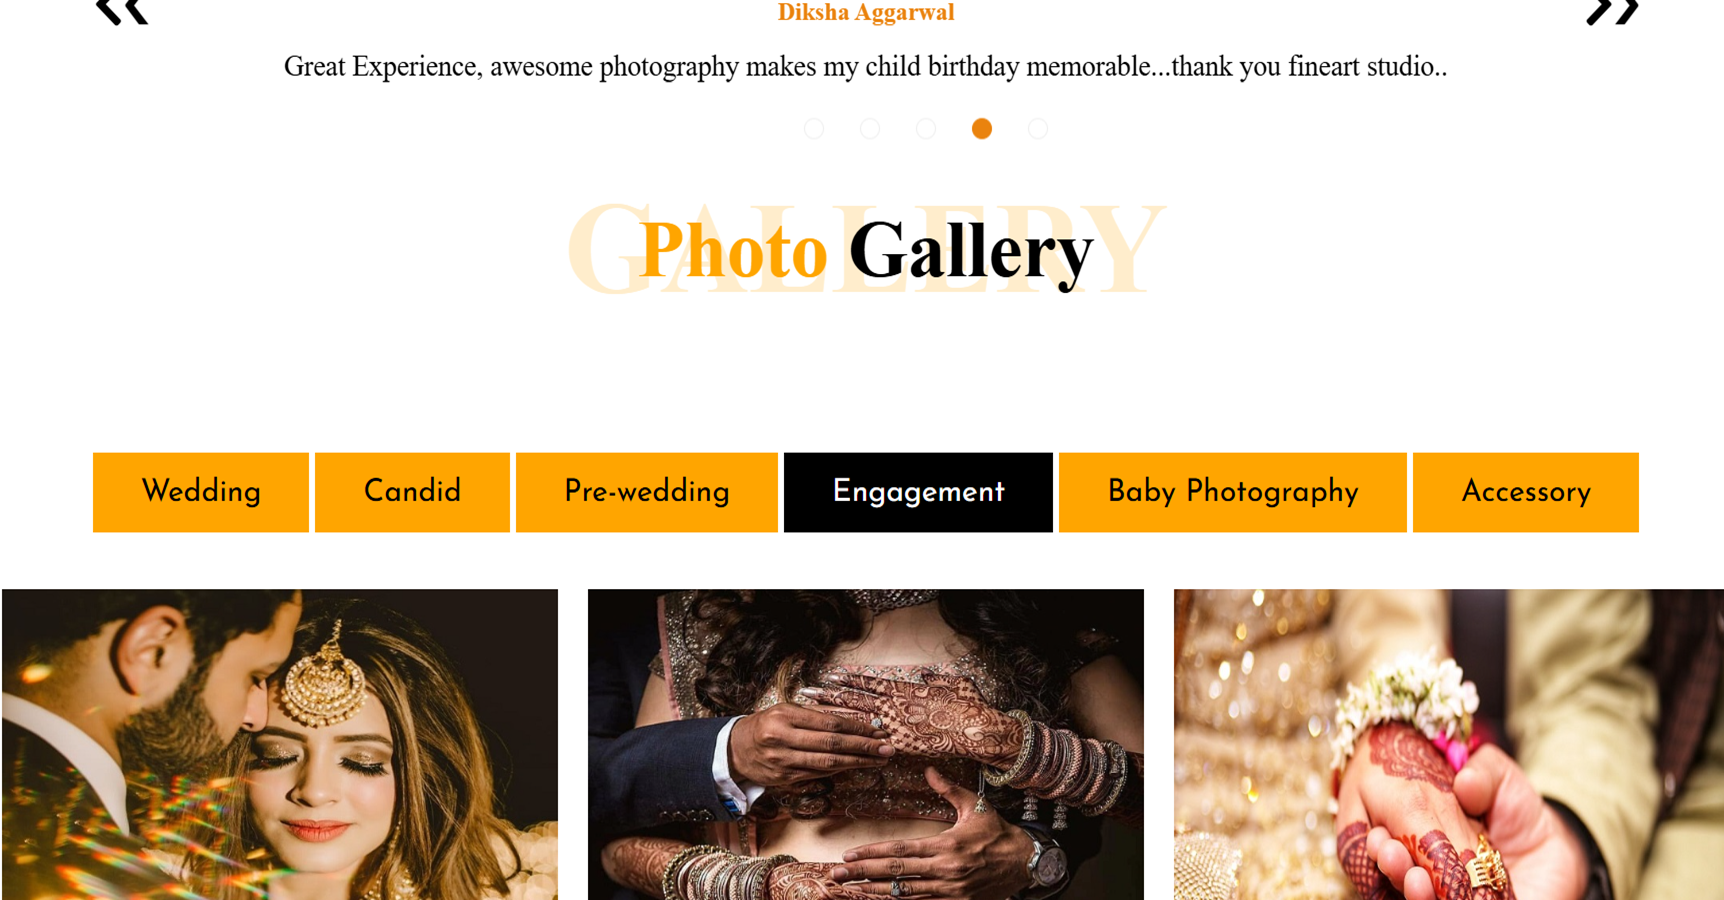 Diksha Aggarwal
Great Experience, awesome photography makes my child birthday memorable...thank you fineart studio..
GALLERY
Photo Gallery
Wedding
Candid
Pre-wedding
Engagement
Baby Photography
Accessory